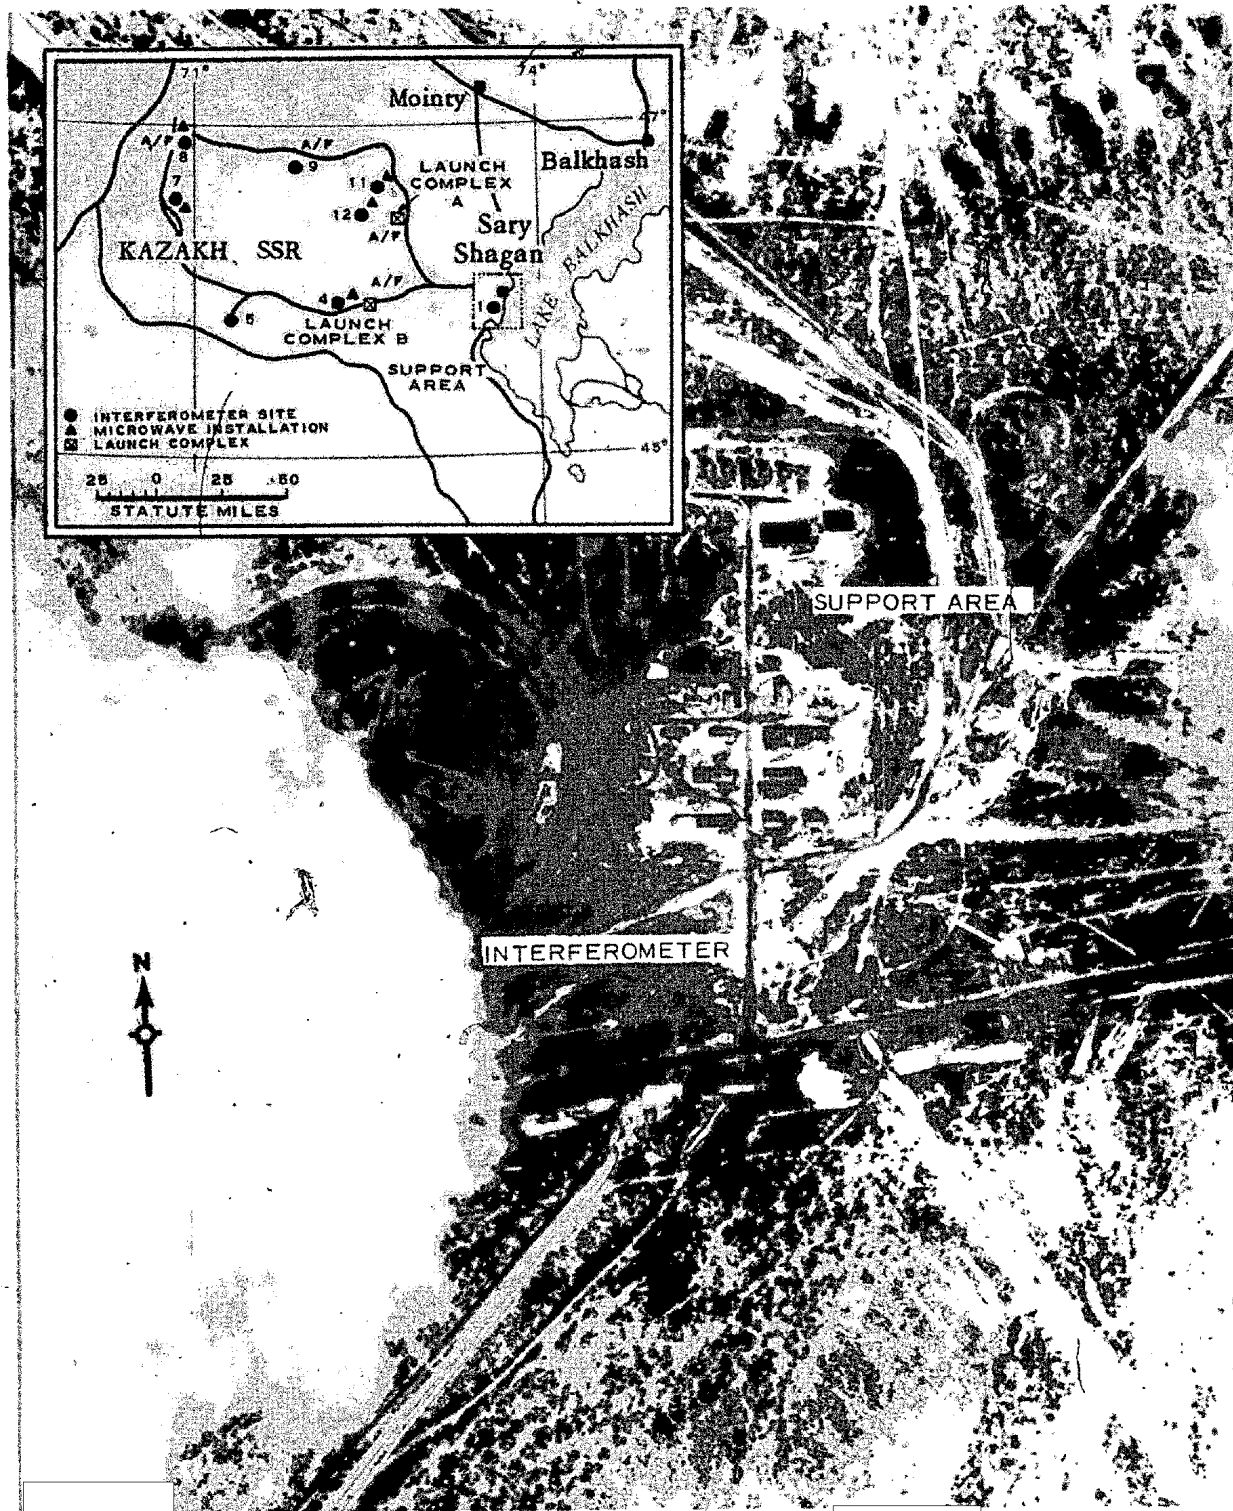 71°
74°
Moinry
47°
A/F
8
A/F
9
Balkhash
7
11
LAUNCH
COMPLEX
A
12
A/F
Sary
Shagan
KAZAKH SSR
LAKE BALKHASH
4
A/F
1
5
LAUNCH
COMPLEX B
SUPPORT
AREA
INTERFEROMETER SITE
MICROWAVE INSTALLATION
LAUNCH COMPLEX
45°
25 0 25 50
STATUTE MILES
SUPPORT AREA
INTERFEROMETER
N